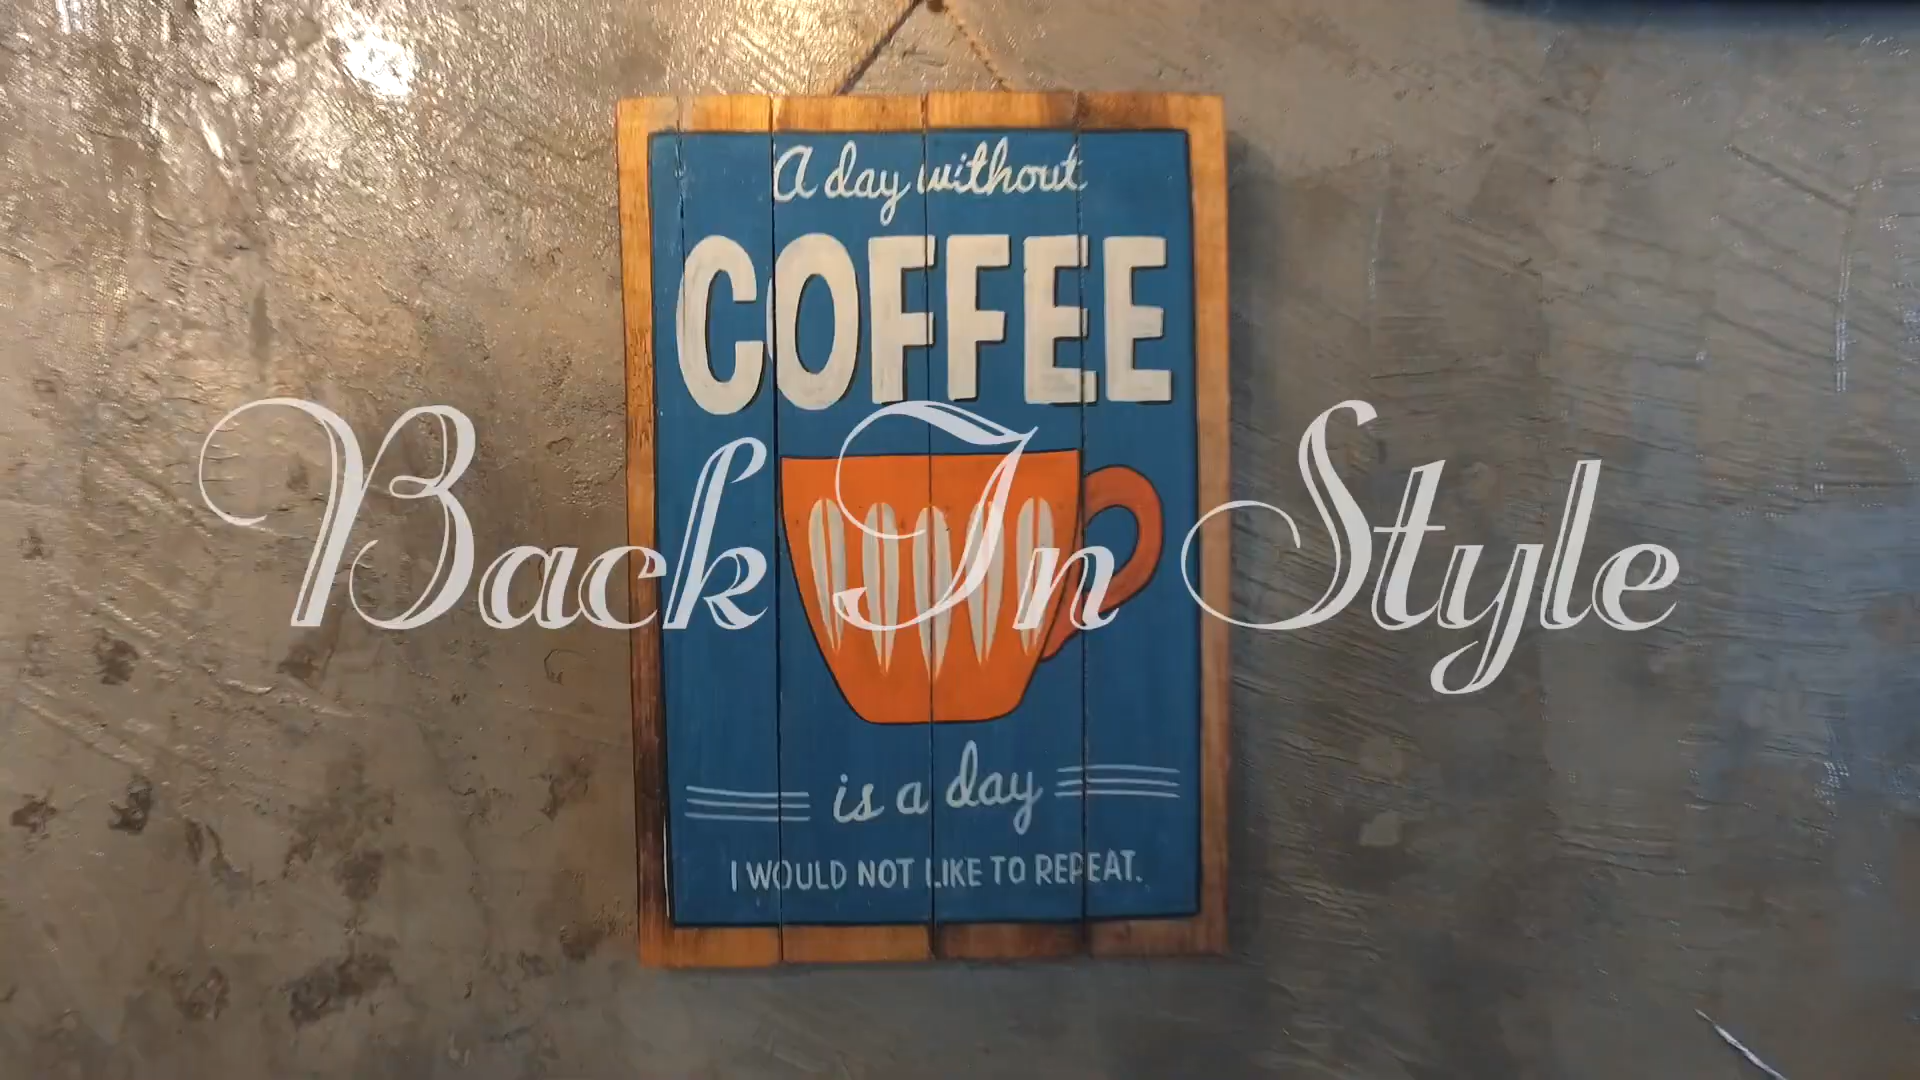 A day without
COFFEE
Back In Style
is a day
I WOULD NOT LIKE TO REPEAT.